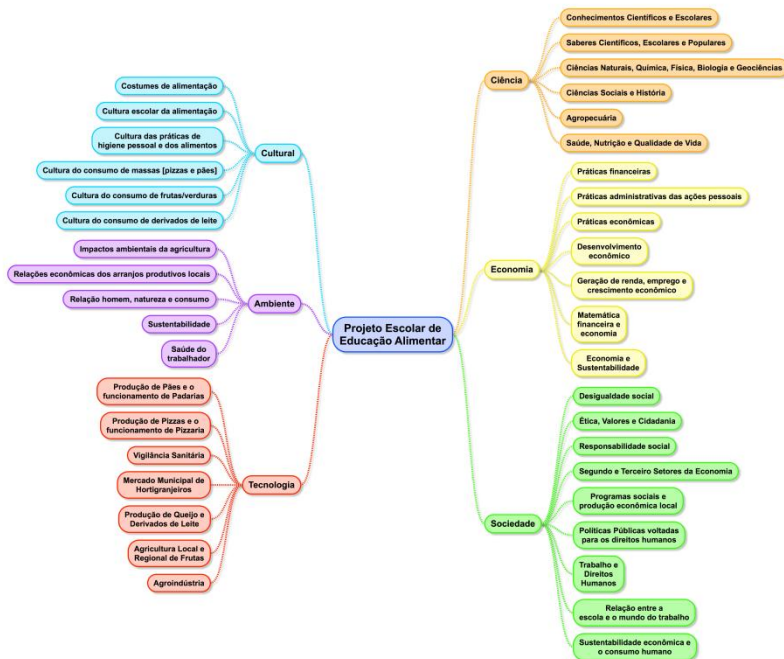 Projeto Escolar de
Educação Alimentar
Cultural
Costumes de alimentação
Cultura escolar da alimentação
Cultura das práticas de
higiene pessoal e dos alimentos
Cultura do consumo de massas [pizzas e pães]
Cultura do consumo de frutas/verduras
Cultura do consumo de derivados de leite
Ambiente
Impactos ambientais da agricultura
Relações econômicas dos arranjos produtivos locais
Relação homem, natureza e consumo
Sustentabilidade
Saúde do
trabalhador
Tecnologia
Produção de Pães e o
funcionamento de Padarias
Produção de Pizzas e o
funcionamento de Pizzaria
Vigilância Sanitária
Mercado Municipal de
Hortigranjeiros
Produção de Queijo e
Derivados de Leite
Agricultura Local e
Regional de Frutas
Agroindústria
Ciência
Conhecimentos Científicos e Escolares
Saberes Científicos, Escolares e Populares
Ciências Naturais, Química, Física, Biologia e Geociências
Ciências Sociais e História
Agropecuária
Saúde, Nutrição e Qualidade de Vida
Economia
Práticas financeiras
Práticas administrativas das ações pessoais
Práticas econômicas
Desenvolvimento
econômico
Geração de renda, emprego e
crescimento econômico
Matemática
financeira e
economia
Economia e
Sustentabilidade
Sociedade
Desigualdade social
Ética, Valores e Cidadania
Responsabilidade social
Segundo e Terceiro Setores da Economia
Programas sociais e
produção econômica local
Políticas Públicas voltadas
para os direitos humanos
Trabalho e
Direitos
Humanos
Relação entre a
escola e o mundo do trabalho
Sustentabilidade econômica e
o consumo humano